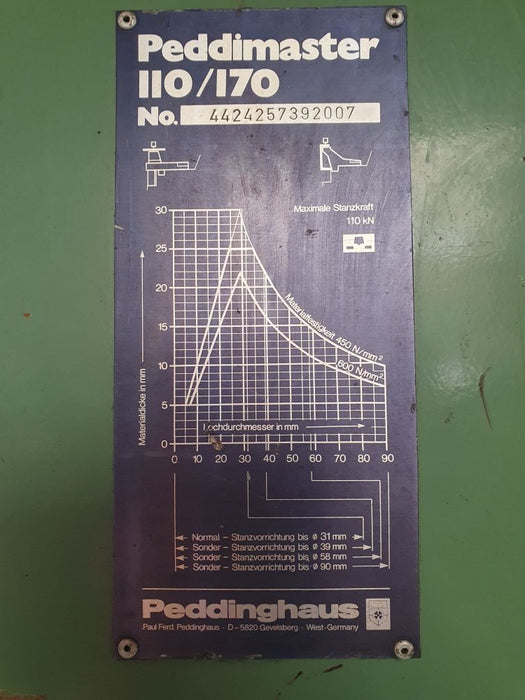 Peddimaster
110/170
No. 4424257392007
Maximale Stanzkraft
110 kN
30
25
20
15
10
5
0
Materialdicke in mm
Materialfestigkeit 450 N/mm²
600 N/mm²
Lochdurchmesser in mm
0 10 20 30 40 50 60 70 80 90
Normal – Stanzvorrichtung bis ø 31 mm
Sonder – Stanzvorrichtung bis ø 39 mm
Sonder – Stanzvorrichtung bis ø 58 mm
Sonder – Stanzvorrichtung bis ø 90 mm
Peddinghaus
Paul Ferd. Peddinghaus · D – 5820 Gevelsberg · West-Germany